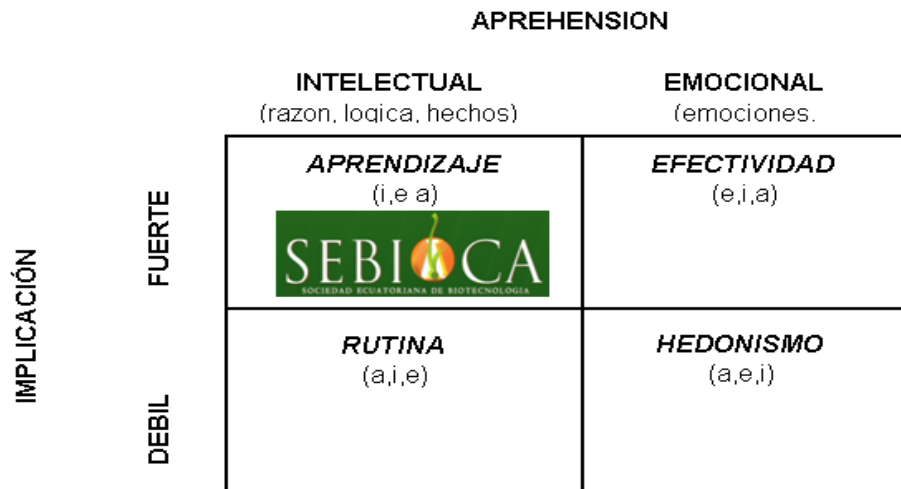 APREHENSION
INTELECTUAL EMOCIONAL
(razon, logica, hechos) (emociones.
APRENDIZAJE EFECTIVIDAD
(i,e a) (e,i,a)
FUERTE
SEBIOCA
SOCIEDAD ECUATORIANA DE BIOTECNOLOGIA
IMPLICACIÓN
RUTINA HEDONISMO
(a,i,e) (a,e,i)
DEBIL